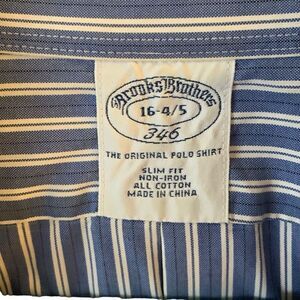 Brooks Brothers
16-4/5
346
THE ORIGINAL POLO SHIRT
SLIM FIT
NON-IRON
ALL COTTON
MADE IN CHINA